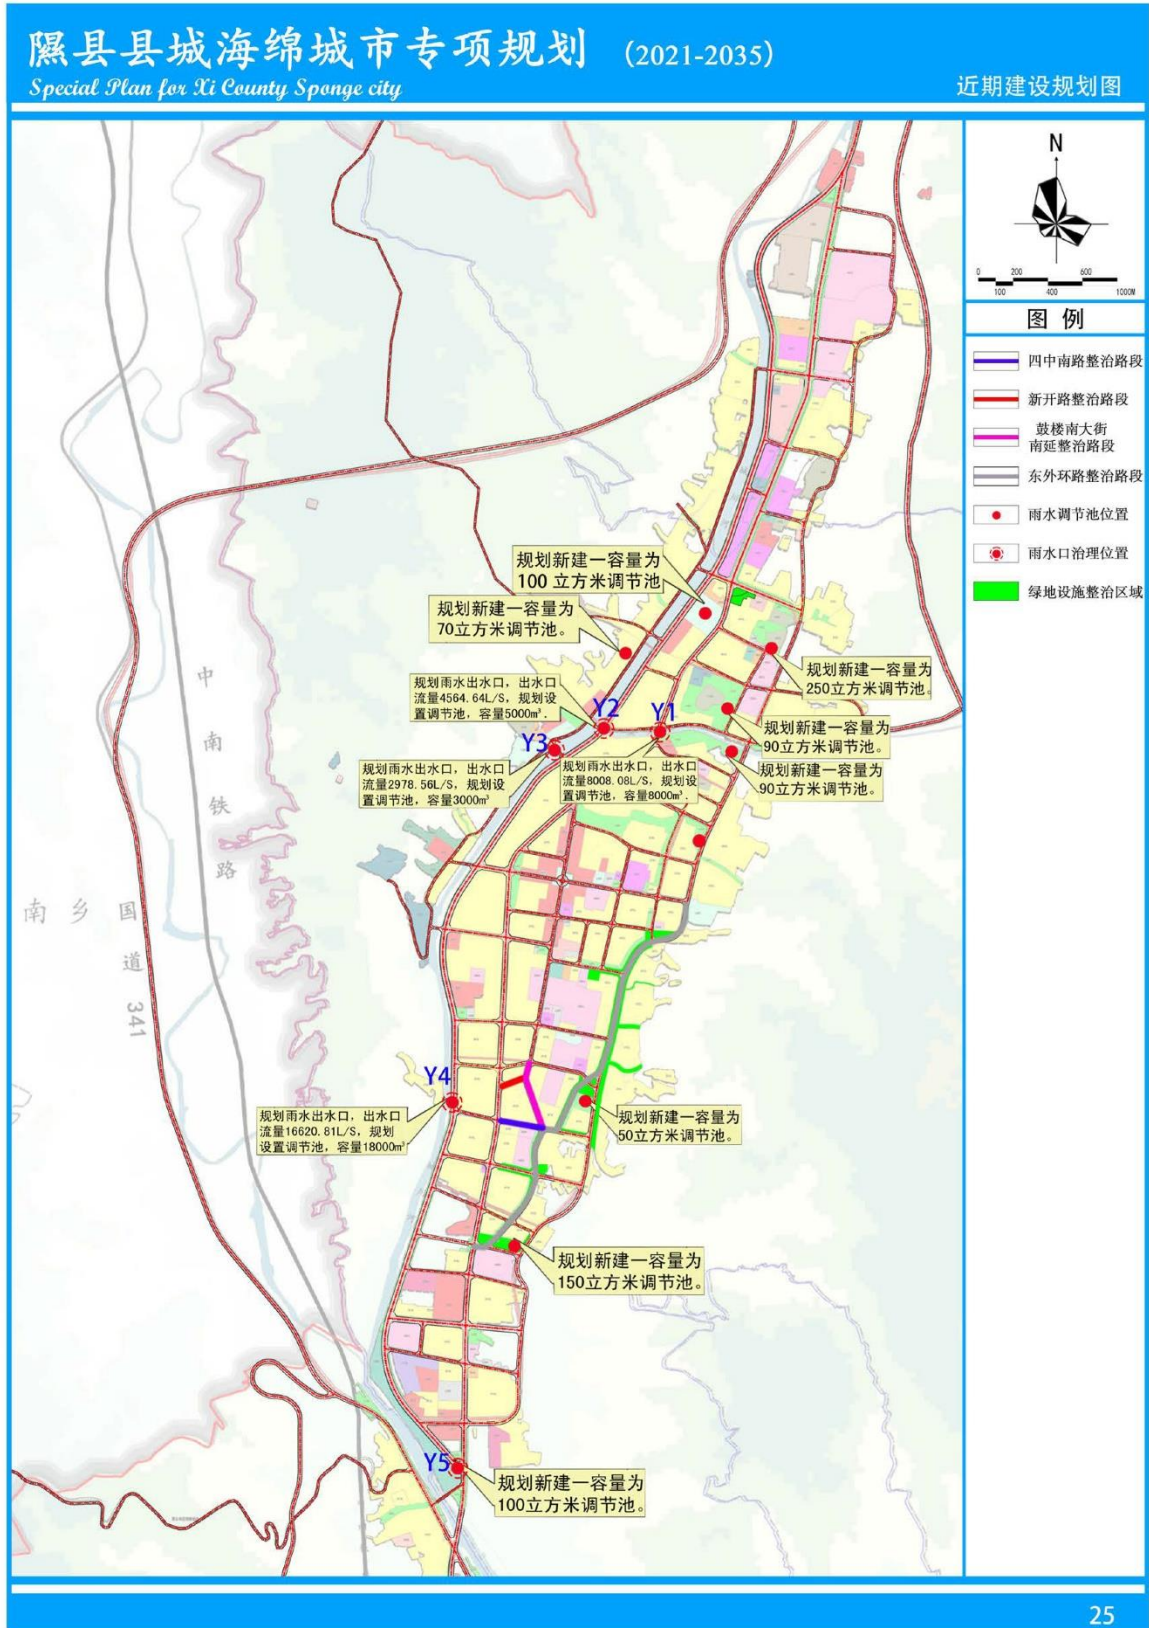 隰县县城海绵城市专项规划 (2021-2035)
Special Plan for Xi County Sponge city
近期建设规划图
N
0 200 600
100 400 1000M
图 例
四中南路整治路段
新开路整治路段
鼓楼南大街
南延整治路段
东外环路整治路段
雨水调节池位置
雨水口治理位置
绿地设施整治区域
规划新建一容量为
100 立方米调节池
规划新建一容量为
70立方米调节池。
规划新建一容量为
250立方米调节池。
规划雨水出水口，出水口
流量4564.64L/S，规划设
置调节池，容量5000m³.
Y2
Y1
Y3
规划新建一容量为
90立方米调节池。
规划雨水出水口，出水口
流量2978.56L/S，规划设
置调节池，容量3000m³
规划雨水出水口，出水口
流量8008.08L/S，规划设
置调节池，容量8000m³.
规划新建一容量为
90立方米调节池。
中南铁路
南乡国道341
Y4
规划雨水出水口，出水口
流量16620.81L/S，规划
设置调节池，容量18000m³
规划新建一容量为
50立方米调节池。
规划新建一容量为
150立方米调节池。
Y5
规划新建一容量为
100立方米调节池。
25